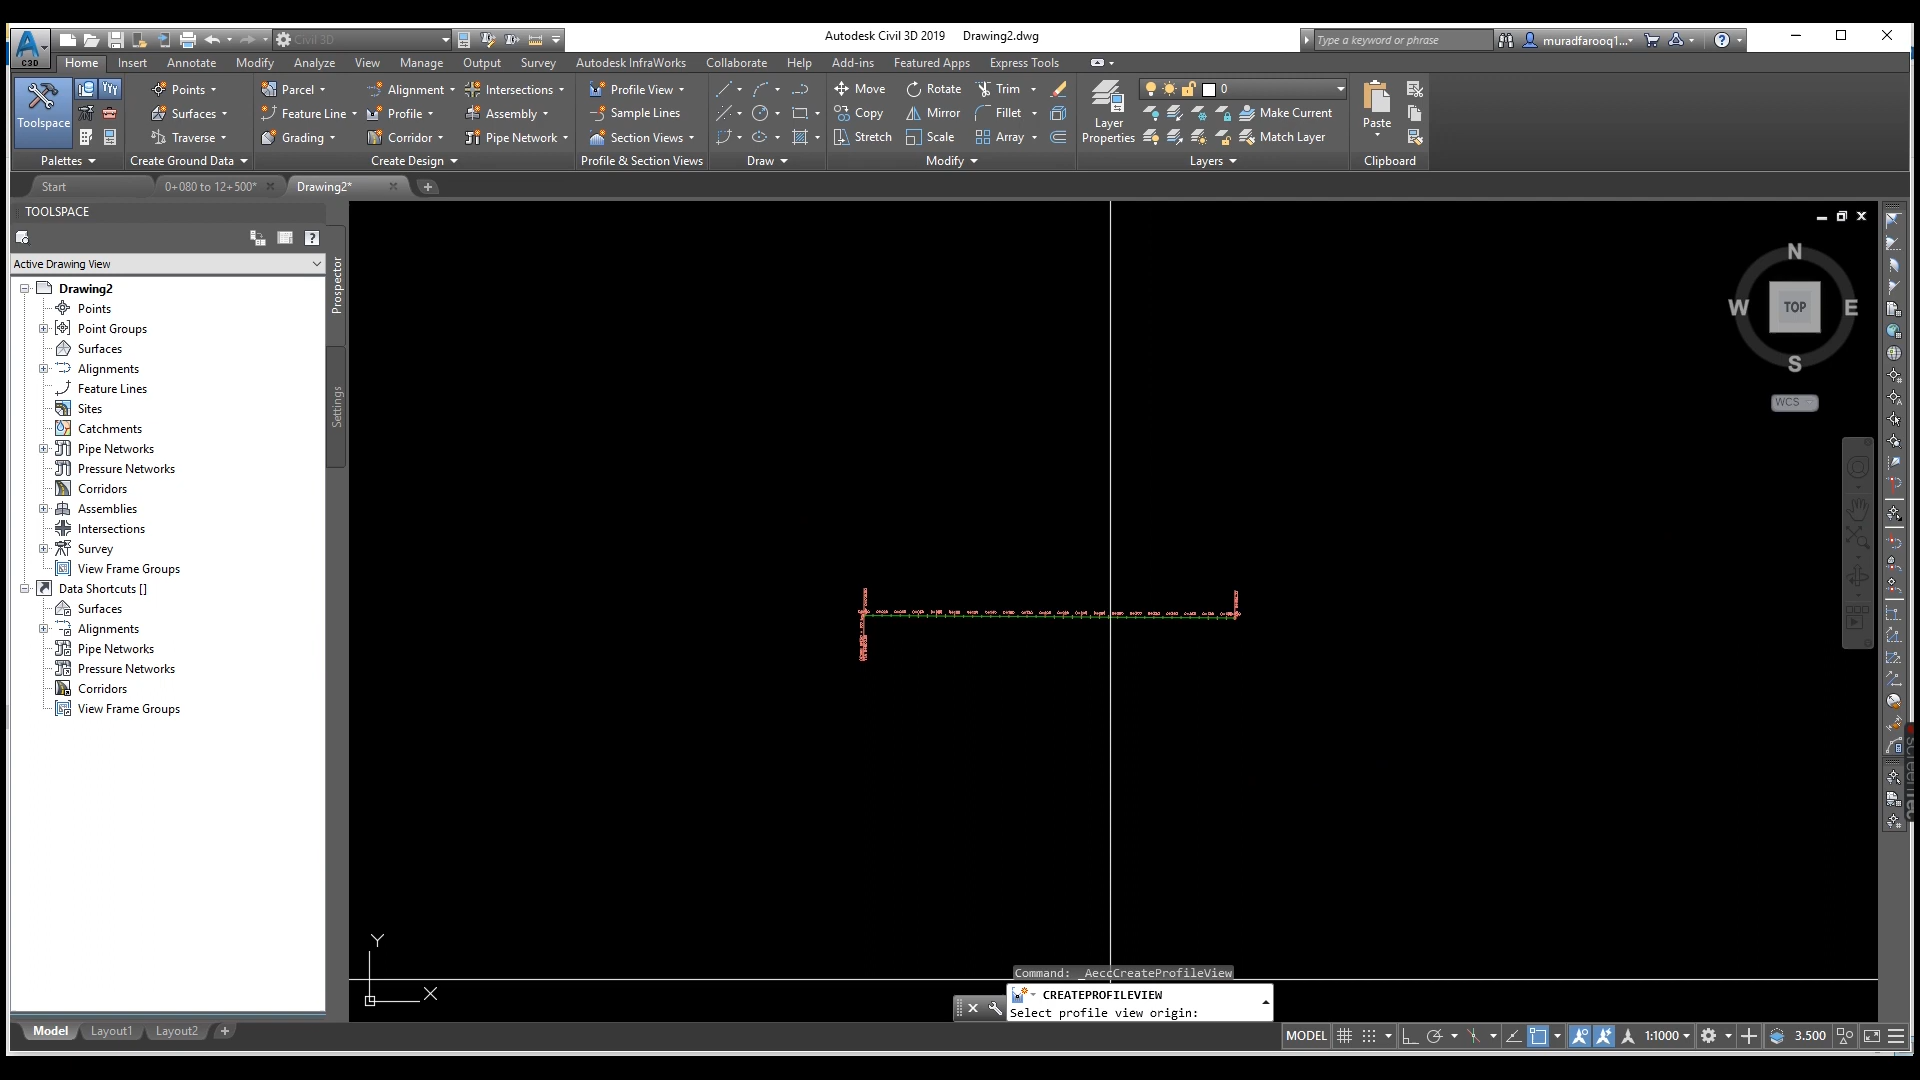 Civil 3D
Autodesk Civil 3D 2019 Drawing2.dwg
Type a keyword or phrase
muradfarooq1...
C3D
Home Insert Annotate Modify Analyze View Manage Output Survey Autodesk InfraWorks Collaborate Help Add-ins Featured Apps Express Tools
Points Parcel Alignment Intersections Profile View Move Rotate Trim 0
Toolspace Surfaces Feature Line Profile Assembly Sample Lines Copy Mirror Fillet Layer Properties Make Current Paste
Traverse Grading Corridor Pipe Network Section Views Stretch Scale Array Match Layer
Palettes Create Ground Data Create Design Profile & Section Views Draw Modify Layers Clipboard
Start 0+080 to 12+500* Drawing2*
TOOLSPACE
Active Drawing View
Prospector
Settings
Drawing2
Points
Point Groups
Surfaces
Alignments
Feature Lines
Sites
Catchments
Pipe Networks
Pressure Networks
Corridors
Assemblies
Intersections
Survey
View Frame Groups
Data Shortcuts []
Surfaces
Alignments
Pipe Networks
Pressure Networks
Corridors
View Frame Groups
N
W TOP E
S
WCS
Y
X
Command: _AeccCreateProfileView
CREATEPROFILEVIEW
Select profile view origin:
Model Layout1 Layout2
MODEL 1:1000 3.500